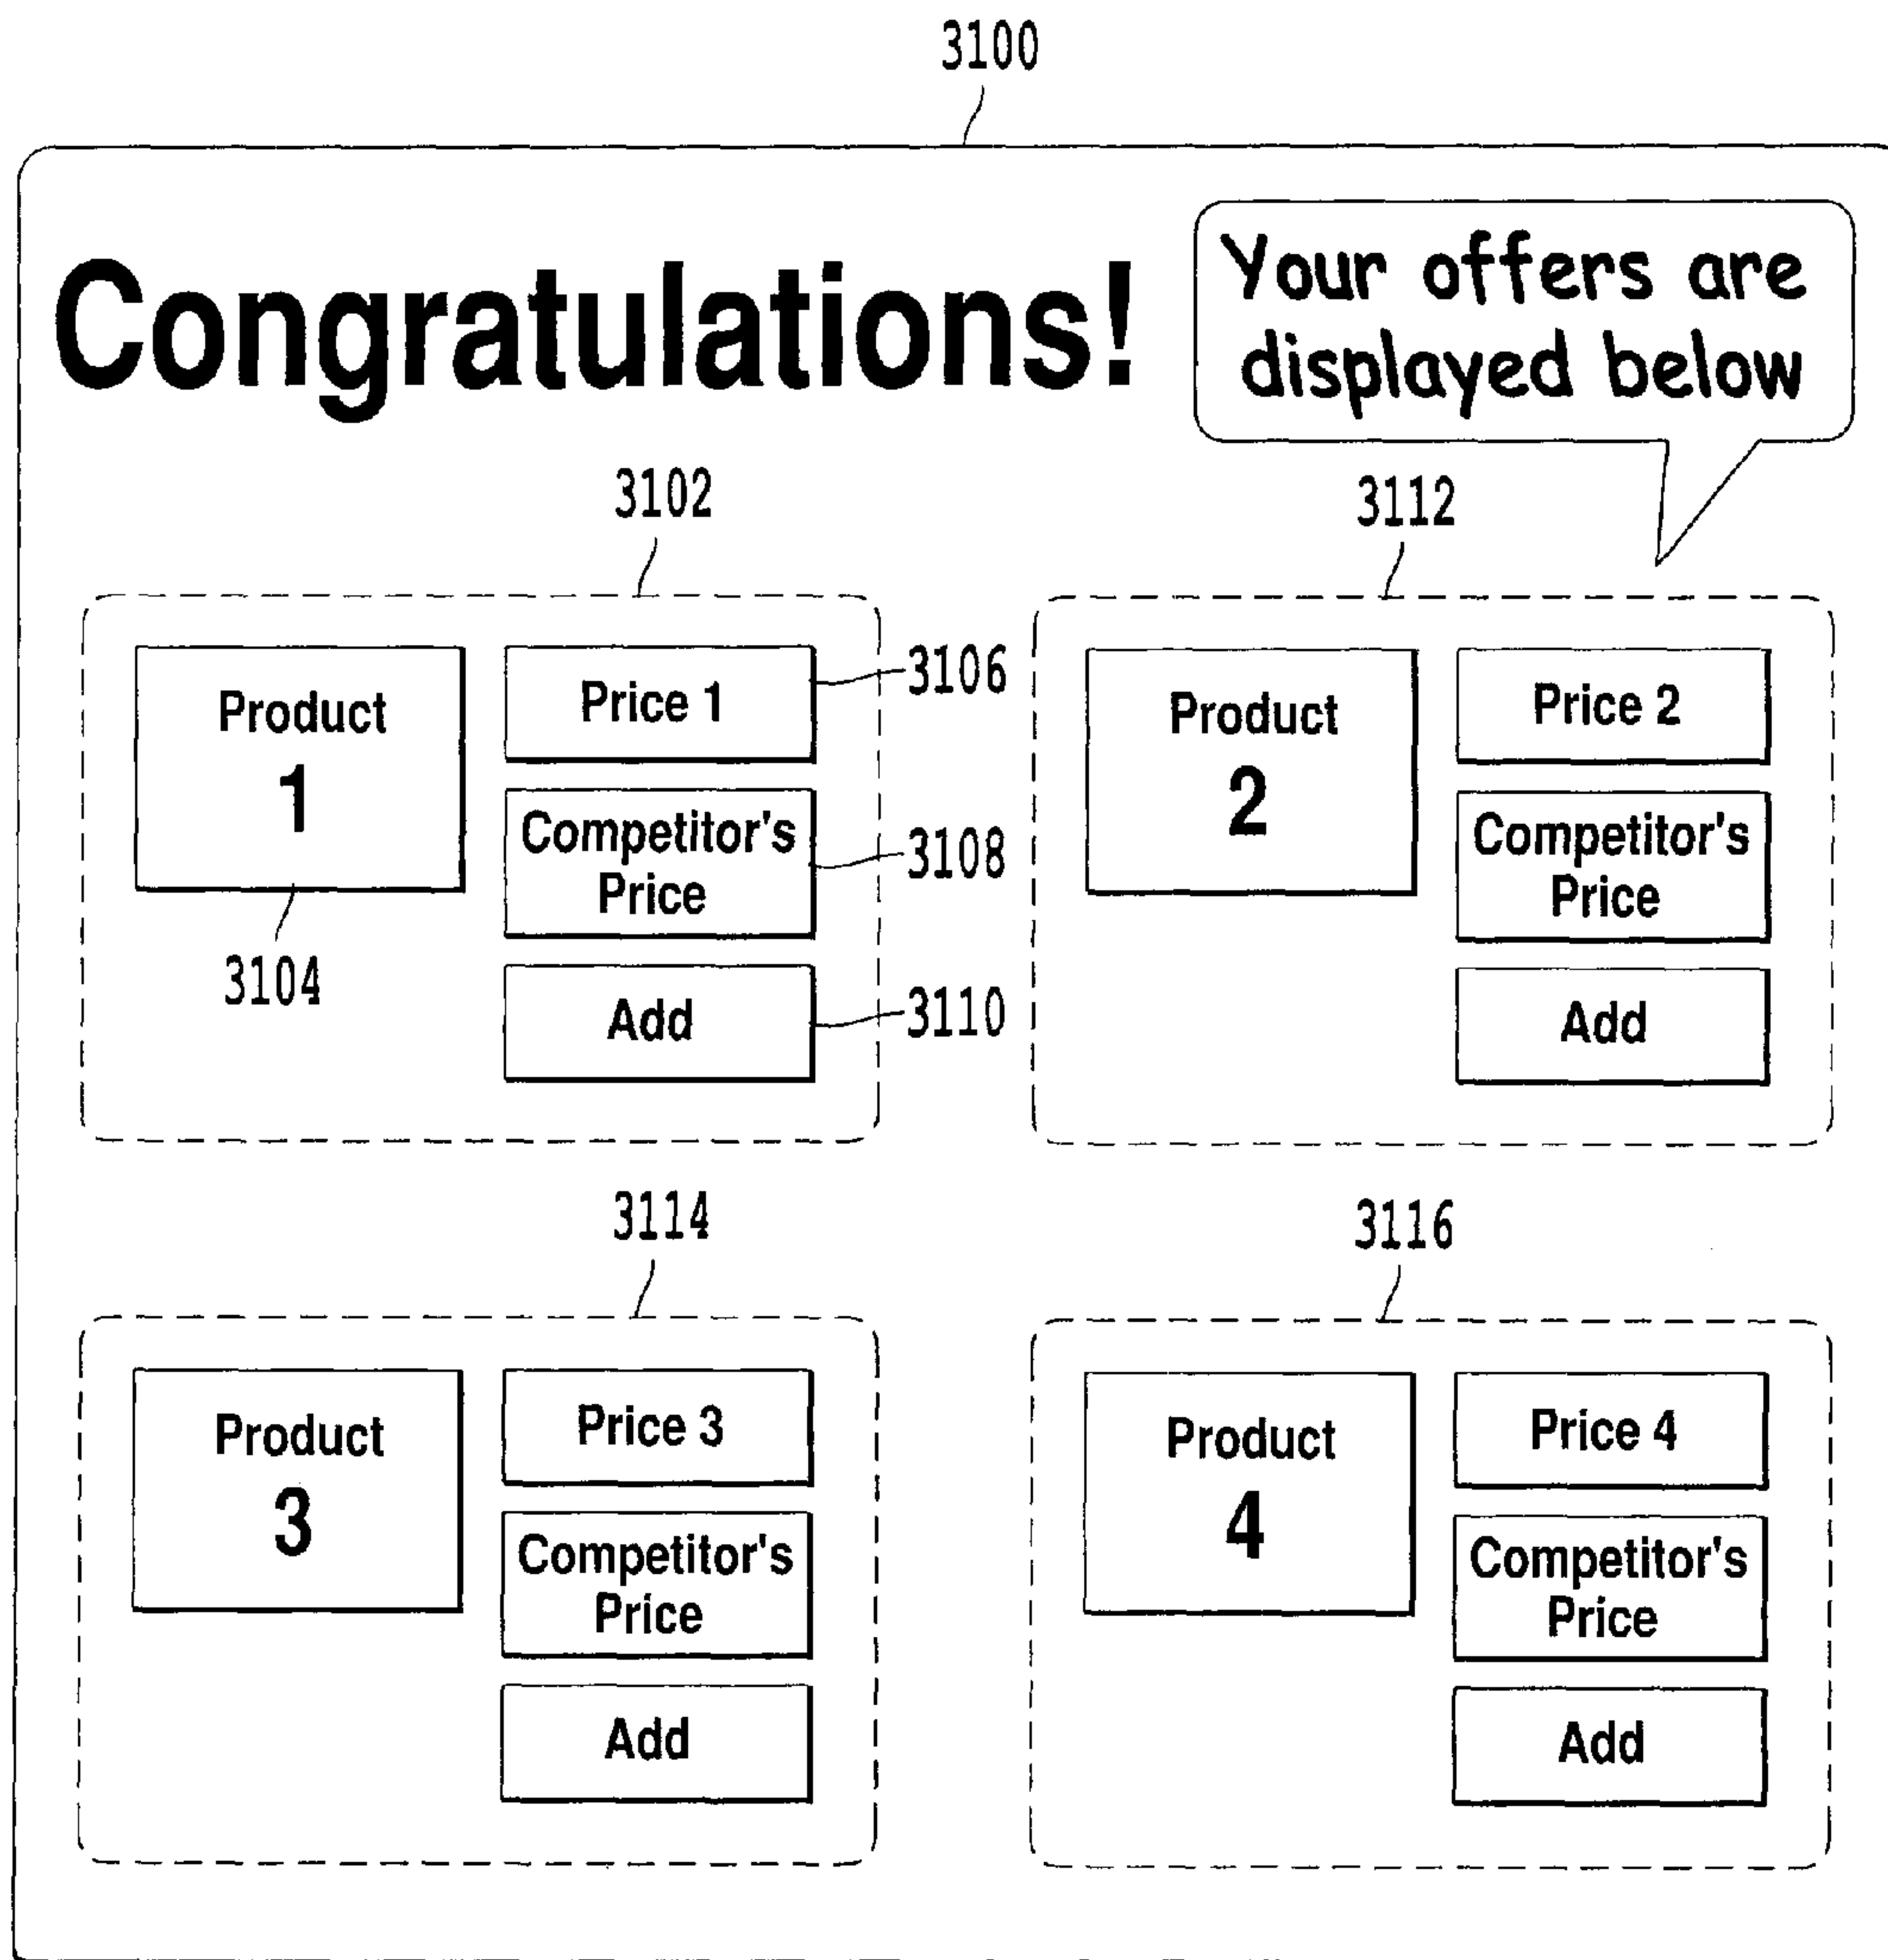 3100
Congratulations!
Your offers are
displayed below
3102
3112
Product
1
3104
Price 1
3106
Competitor's
Price
3108
Add
3110
Product
2
Price 2
Competitor's
Price
Add
3114
3116
Product
3
Price 3
Competitor's
Price
Add
Product
4
Price 4
Competitor's
Price
Add